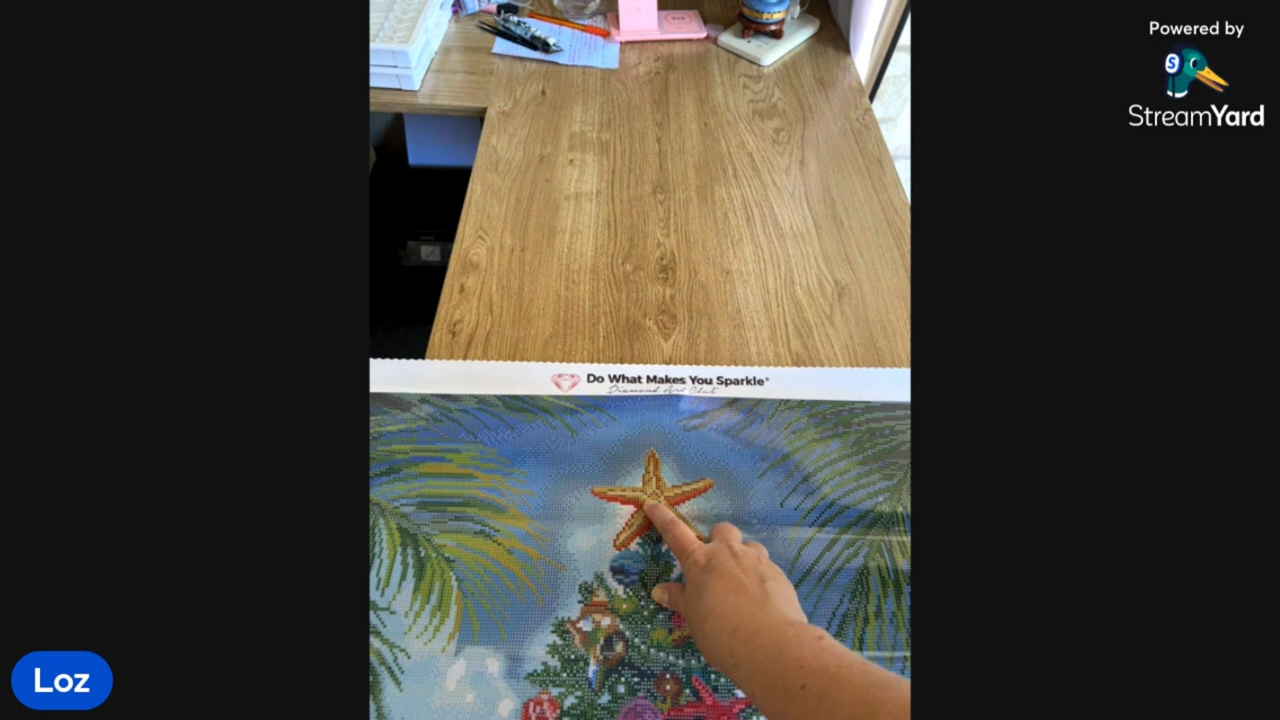 Powered by
S
StreamYard
Do What Makes You Sparkle®
Diamond Art Club
Loz